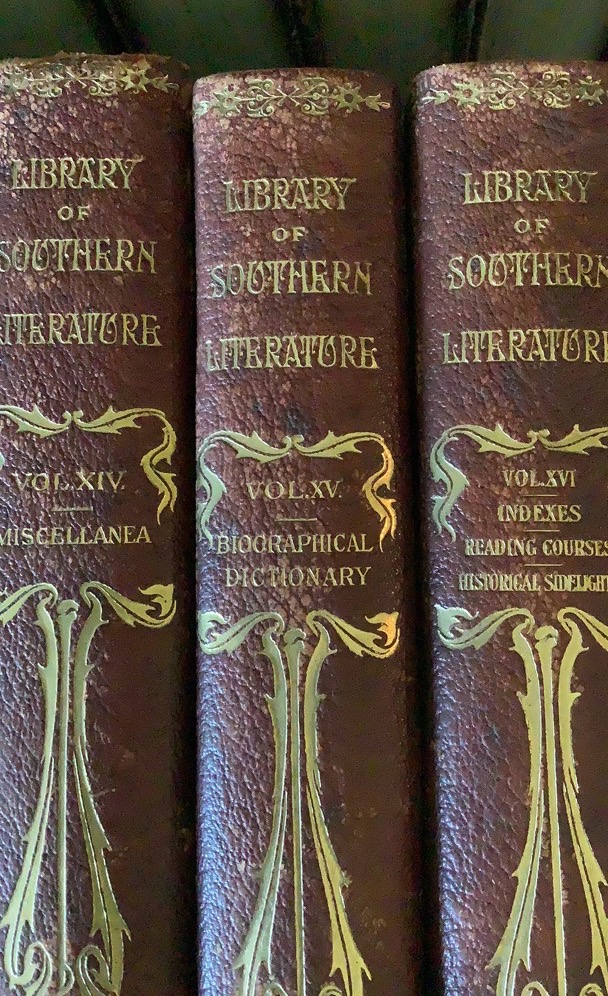 LIBRARY
OF
SOUTHERN
LITERATURE
VOL.XIV.
MISCELLANEA
LIBRARY
OF
SOUTHERN
LITERATURE
VOL.XV.
BIOGRAPHICAL
DICTIONARY
LIBRARY
OF
SOUTHERN
LITERATURE
VOL.XVI
INDEXES
READING COURSES
HISTORICAL SIDELIGHT